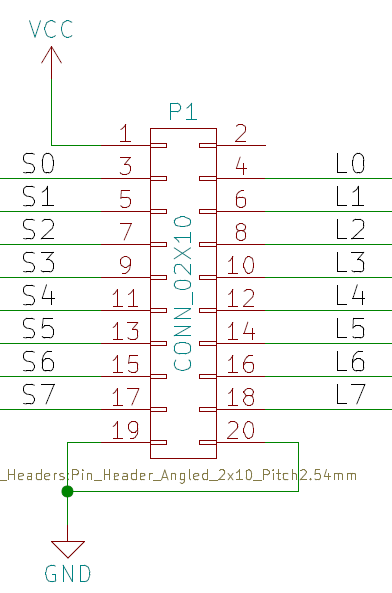 VCC
P1
1 2
S0 3 4 L0
S1 5 6 L1
S2 7 8 L2
S3 9 10 L3
S4 11 12 L4
S5 13 14 L5
S6 15 16 L6
S7 17 18 L7
19 20
CONN_02X10
_Headers:Pin_Header_Angled_2x10_Pitch2.54mm
GND